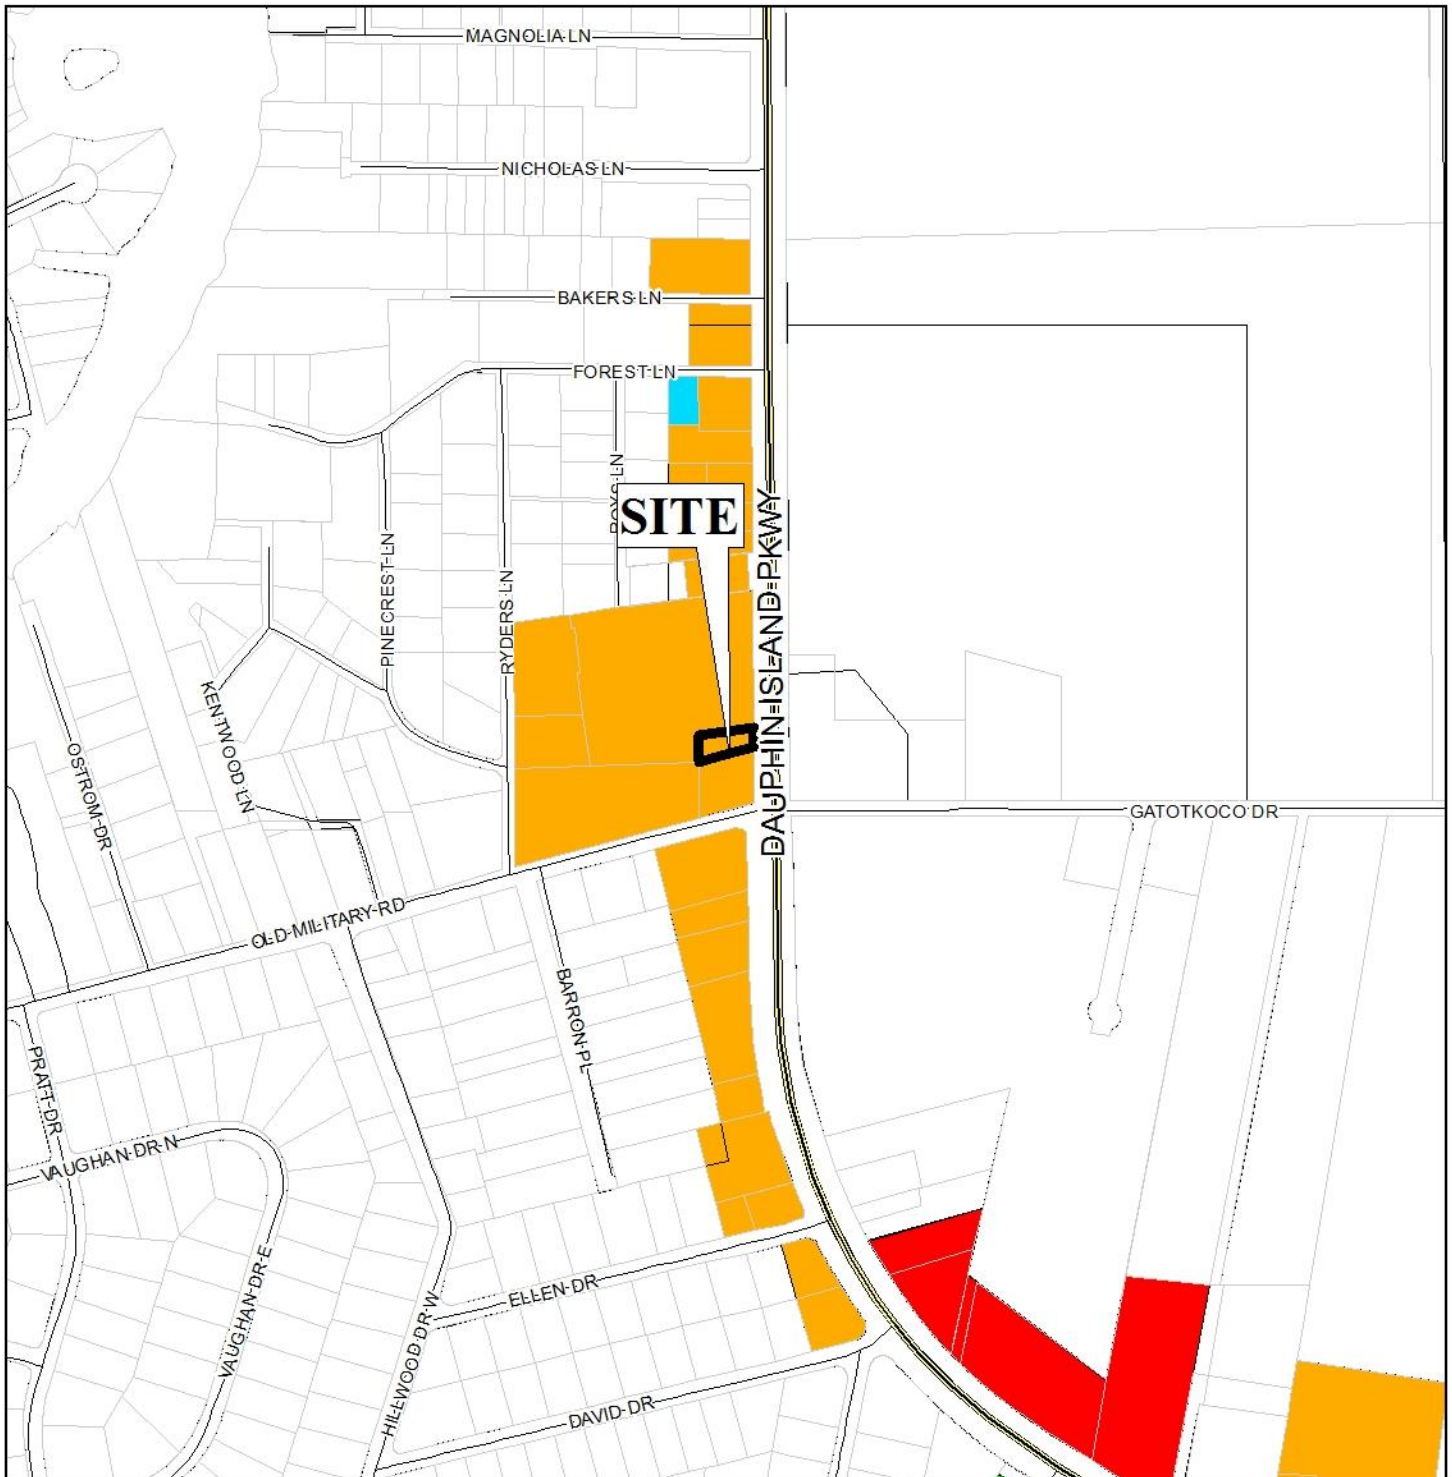 MAGNOLIA LN
NICHOLAS LN
BAKERS LN
FOREST LN
SITE
DAUPHIN ISLAND PKWY
PINECREST LN
RYDERS LN
KENTWOOD LN
OSTROM DR
GATOTKOCO DR
OLD MILITARY RD
BARRON PL
PRATT DR
VAUGHAN DR N
VAUGHAN DR E
ELLEN DR
HILLWOOD DR W
DAVID DR